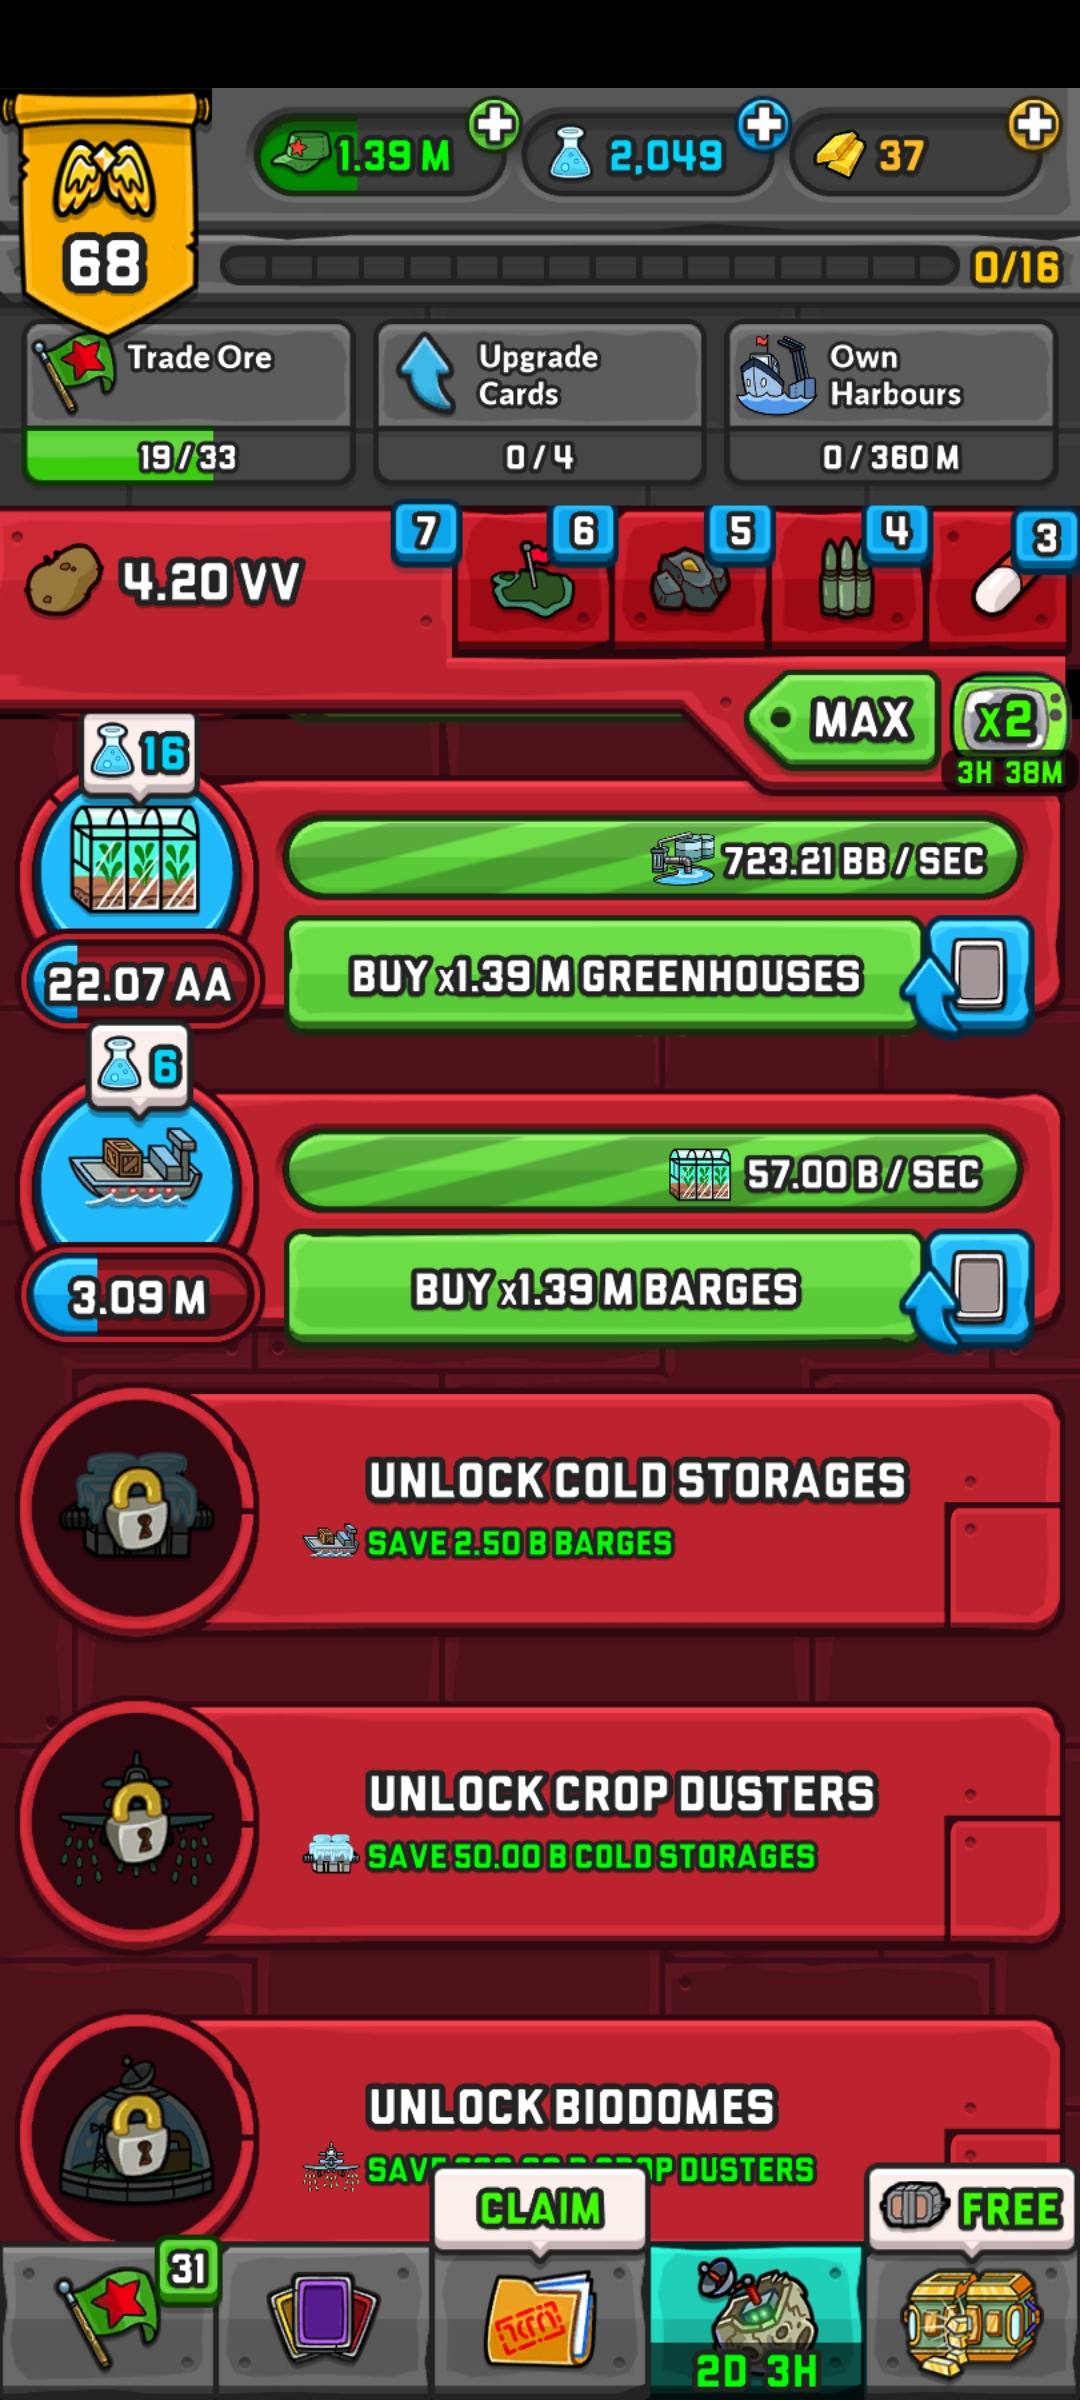 1.39 M
2,049
37
68
0/16
Trade Ore
19/33
Upgrade
Cards
0/4
Own
Harbours
0/360 M
4.20 VV
7
6
5
4
3
MAX
x2
3H 38M
16
723.21 BB/SEC
22.07 AA
BUY x1.39 M GREENHOUSES
6
57.00 B/SEC
3.09 M
BUY x1.39 M BARGES
UNLOCK COLD STORAGES
SAVE 2.50 B BARGES
UNLOCK CROP DUSTERS
SAVE 50.00 B COLD STORAGES
UNLOCK BIODOMES
DUSTERS
CLAIM
FREE
31
2D 3H